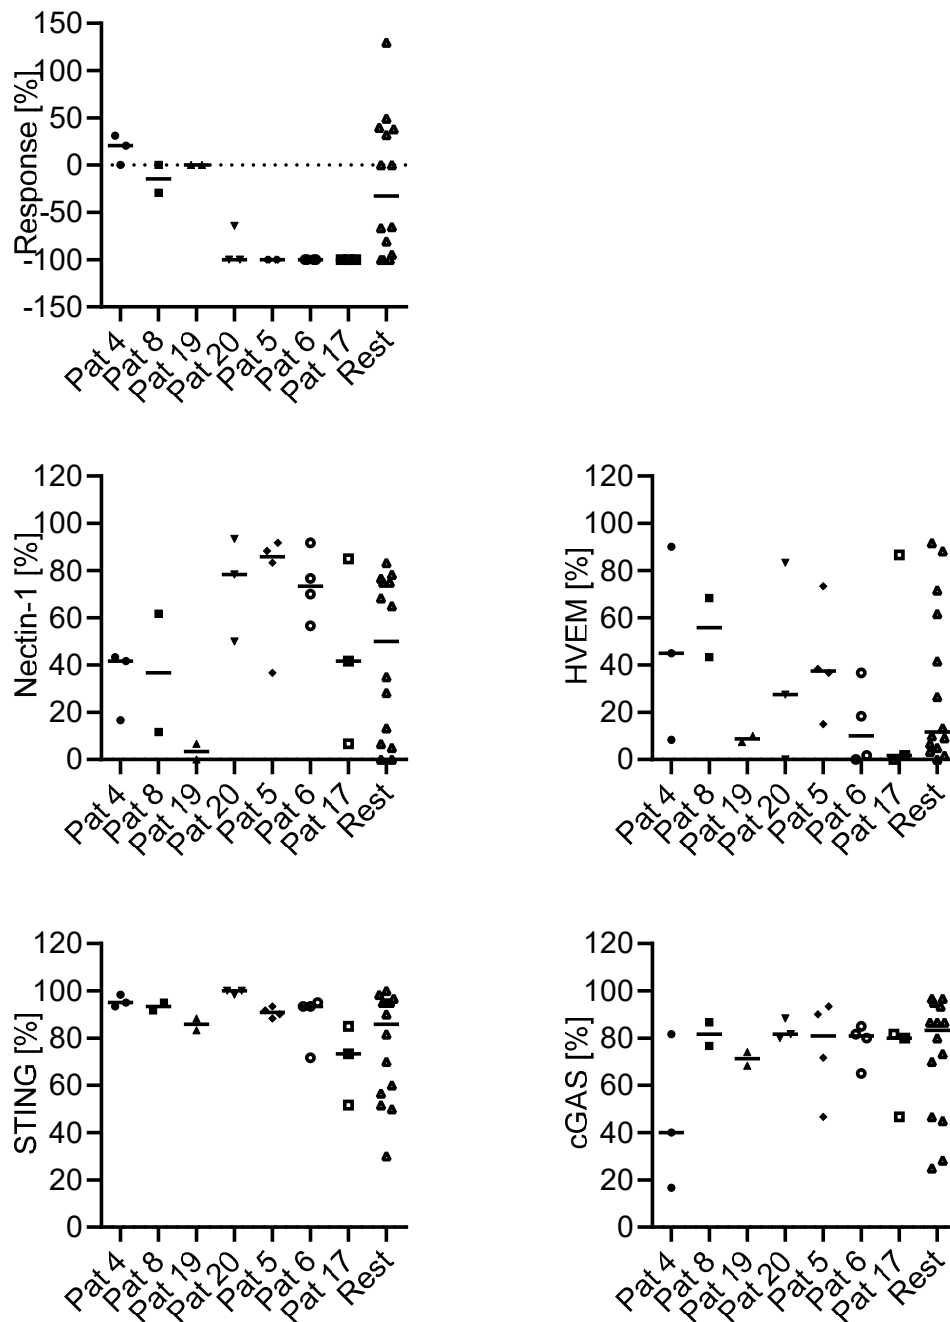 Response [%]
150
100
50
0
-50
-100
-150
Pat 4
Pat 8
Pat 19
Pat 20
Pat 5
Pat 6
Pat 17
Rest
Nectin-1 [%]
120
100
80
60
40
20
0
Pat 4
Pat 8
Pat 19
Pat 20
Pat 5
Pat 6
Pat 17
Rest
HVEM [%]
120
100
80
60
40
20
0
Pat 4
Pat 8
Pat 19
Pat 20
Pat 5
Pat 6
Pat 17
Rest
STING [%]
120
100
80
60
40
20
0
Pat 4
Pat 8
Pat 19
Pat 20
Pat 5
Pat 6
Pat 17
Rest
cGAS [%]
120
100
80
60
40
20
0
Pat 4
Pat 8
Pat 19
Pat 20
Pat 5
Pat 6
Pat 17
Rest